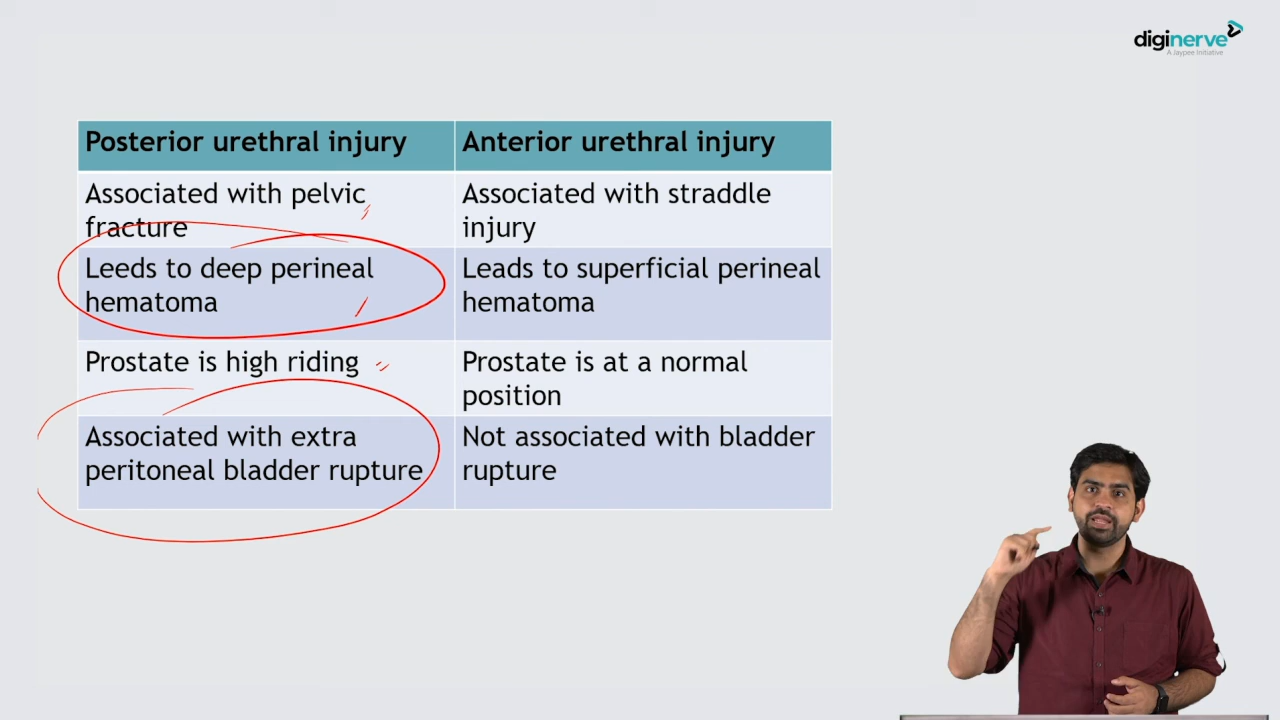 diginerve
A Jaypee Initiative
Posterior urethral injury
Anterior urethral injury
Associated with pelvic
fracture
Associated with straddle
injury
Leeds to deep perineal
hematoma
Leads to superficial perineal
hematoma
Prostate is high riding
Prostate is at a normal
position
Associated with extra
peritoneal bladder rupture
Not associated with bladder
rupture